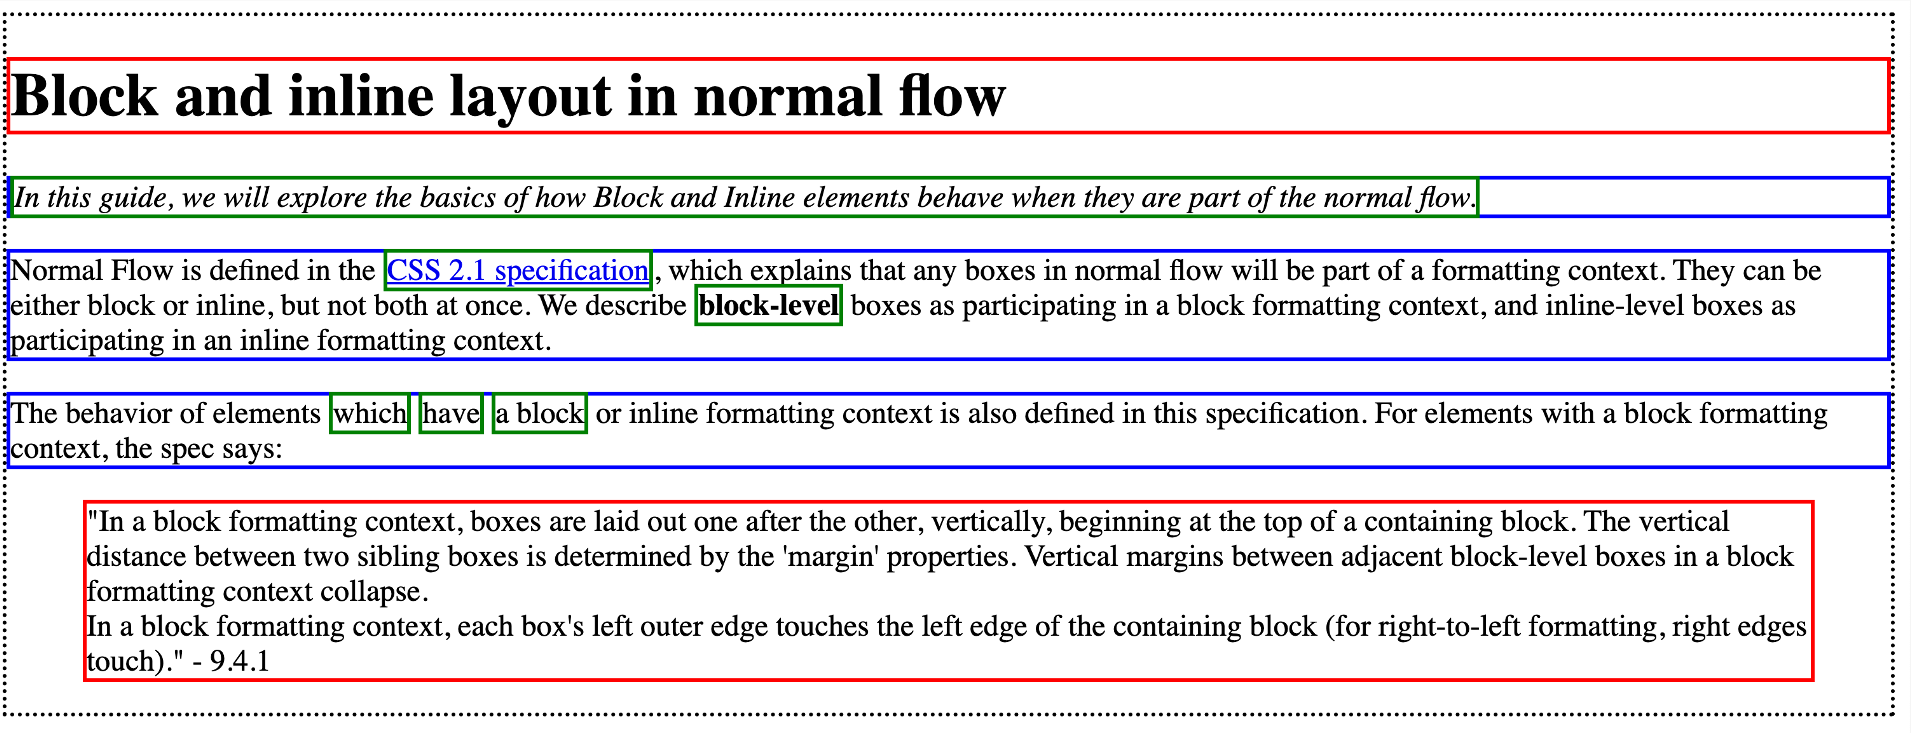 Block and inline layout in normal flow
In this guide, we will explore the basics of how Block and Inline elements behave when they are part of the normal flow.
Normal Flow is defined in the CSS 2.1 specification, which explains that any boxes in normal flow will be part of a formatting context. They can be
either block or inline, but not both at once. We describe block-level boxes as participating in a block formatting context, and inline-level boxes as
participating in an inline formatting context.
The behavior of elements which have a block or inline formatting context is also defined in this specification. For elements with a block formatting
context, the spec says:
"In a block formatting context, boxes are laid out one after the other, vertically, beginning at the top of a containing block. The vertical
distance between two sibling boxes is determined by the 'margin' properties. Vertical margins between adjacent block-level boxes in a block
formatting context collapse.
In a block formatting context, each box's left outer edge touches the left edge of the containing block (for right-to-left formatting, right edges
touch)." - 9.4.1